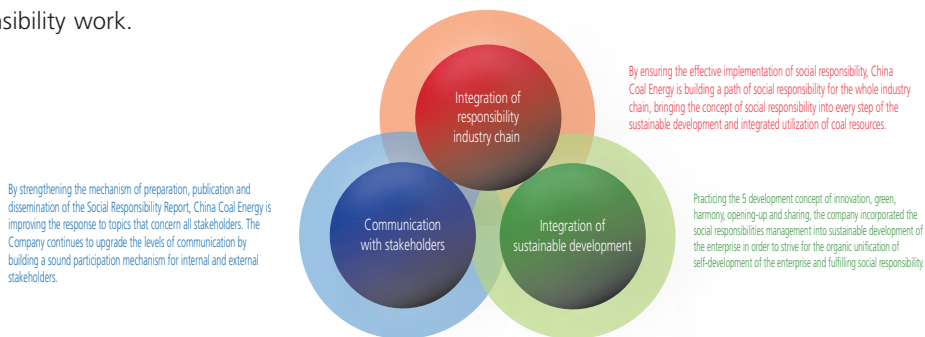 nsibility work.
Integration of
responsibility
industry chain
By ensuring the effective implementation of social responsibility, China
Coal Energy is building a path of social responsibility for the whole industry
chain, bringing the concept of social responsibility into every step of the
sustainable development and integrated utilization of coal resources.
By strengthening the mechanism of preparation, publication and
dissemination of the Social Responsibility Report, China Coal Energy is
improving the response to topics that concern all stakeholders. The
Company continues to upgrade the levels of communication by
building a sound participation mechanism for internal and external
stakeholders.
Communication
with stakeholders
Integration of
sustainable development
Practicing the 5 development concept of innovation, green,
harmony, opening-up and sharing, the company incorporated the
social responsibilities management into sustainable development of
the enterprise in order to strive for the organic unification of
self-development of the enterprise and fulfilling social responsibility.